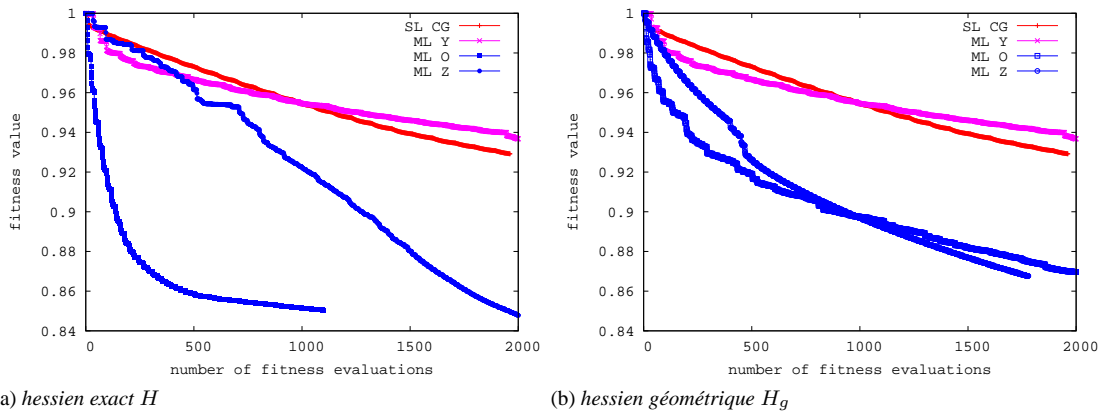 1
0.98
0.96
0.94
0.92
0.9
0.88
0.86
0.84
0 500 1000 1500 2000
fitness value
number of fitness evaluations
SL CG
ML Y
ML O
ML Z
a) hessien exact H
1
0.98
0.96
0.94
0.92
0.9
0.88
0.86
0.84
0 500 1000 1500 2000
fitness value
number of fitness evaluations
SL CG
ML Y
ML O
ML Z
(b) hessien géométrique Hg